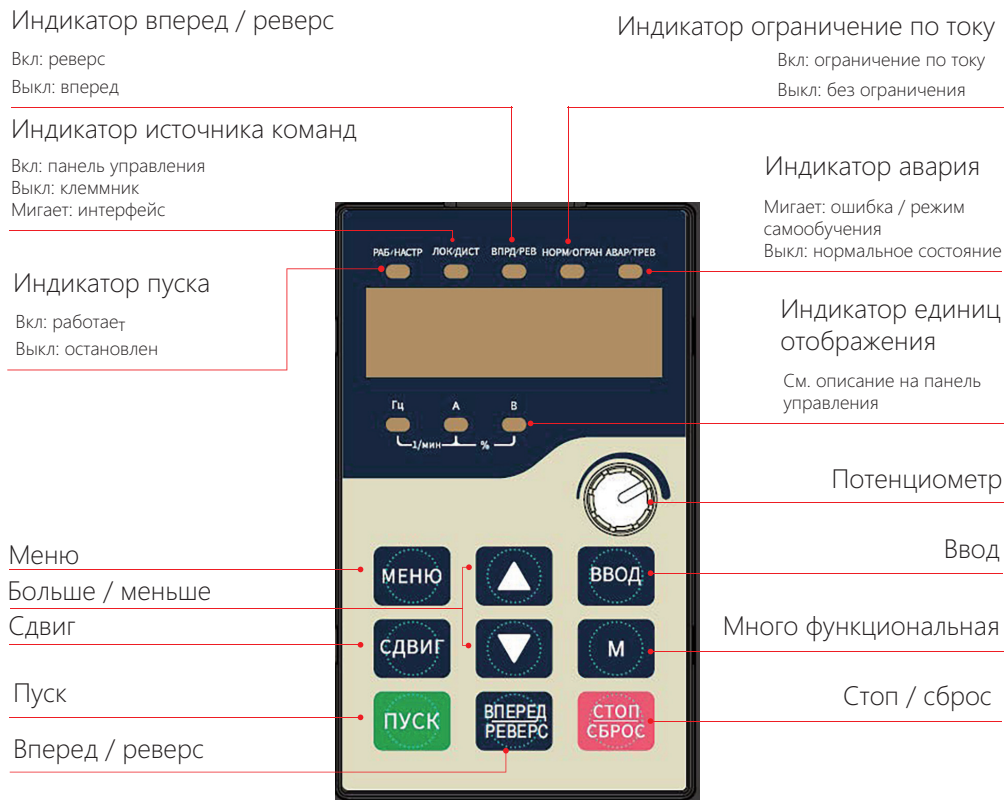 Индикатор вперед / реверс
Вкл: реверс
Выкл: вперед
Индикатор источника команд
Вкл: панель управления
Выкл: клеммник
Мигает: интерфейс
Индикатор пуска
Вкл: работает
Выкл: остановлен
Индикатор ограничение по току
Вкл: ограничение по току
Выкл: без ограничения
Индикатор авария
Мигает: ошибка / режим
самообучения
Выкл: нормальное состояние
Индикатор единиц
отображения
См. описание на панель
управления
РАБ/НАСТР ЛОК/ДИСТ ВПРД/РЕВ НОРМ/ОГРАН АВАР/ТРЕВ
Гц А В
1/мин %
Потенциометр
Меню
Больше / меньше
Сдвиг
Пуск
Вперед / реверс
МЕНЮ
ВВОД
СДВИГ
М
ПУСК
ВПЕРЕД
РЕВЕРС
СТОП
СБРОС
Ввод
Много функциональная
Стоп / сброс